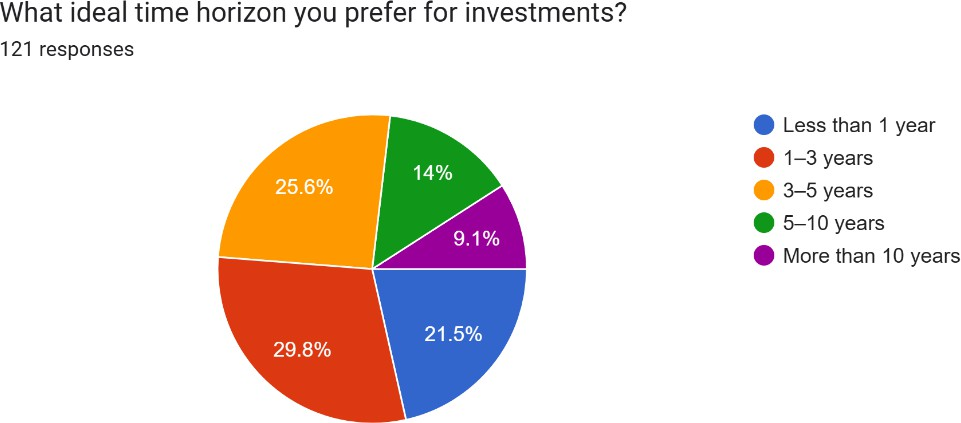 What ideal time horizon you prefer for investments?
121 responses
Less than 1 year
1–3 years
3–5 years
5–10 years
More than 10 years
14%
25.6%
9.1%
21.5%
29.8%